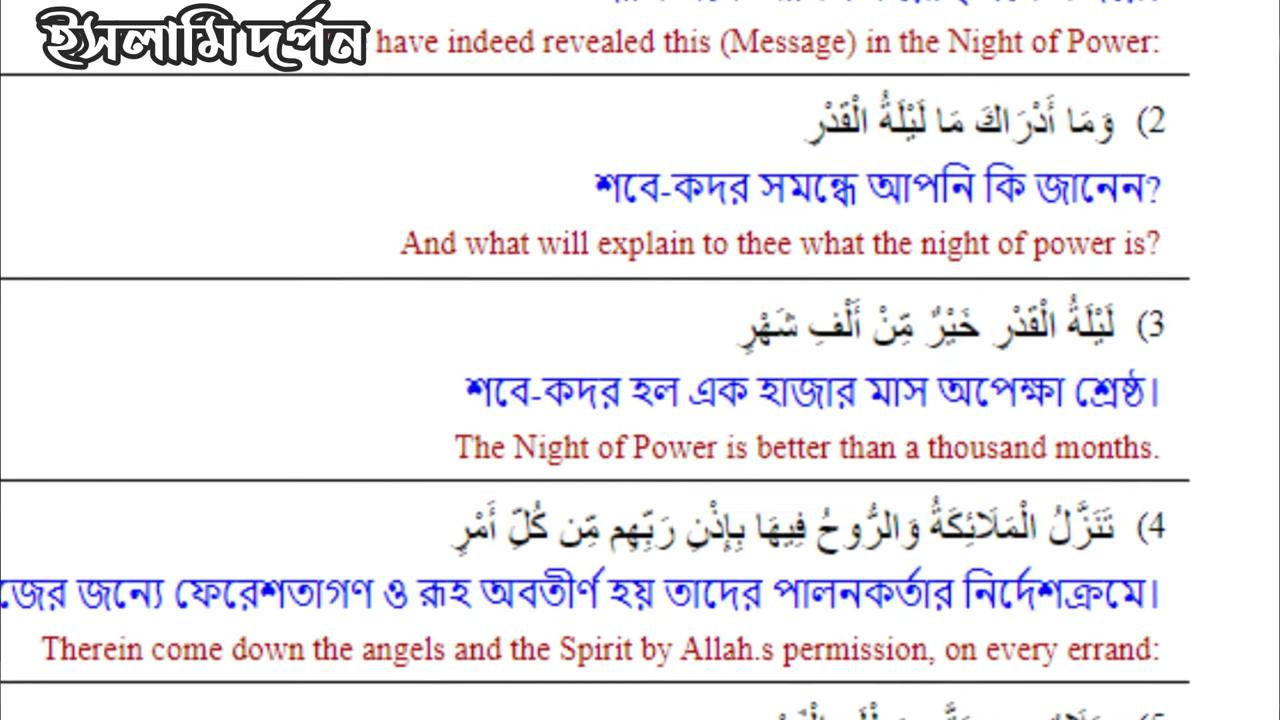 ইসলামি দর্পন
have indeed revealed this (Message) in the Night of Power:
2) وَمَا أَدْرَاكَ مَا لَيْلَةُ الْقَدْرِ
শবে-কদর সমন্ধে আপনি কি জানেন?
And what will explain to thee what the night of power is?
3) لَيْلَةُ الْقَدْرِ خَيْرٌ مِّنْ أَلْفِ شَهْرٍ
শবে-কদর হল এক হাজার মাস অপেক্ষা শ্রেষ্ঠ।
The Night of Power is better than a thousand months.
4) تَنَزَّلُ الْمَلَائِكَةُ وَالرُّوحُ فِيهَا بِإِذْنِ رَبِّهِم مِّن كُلِّ أَمْرٍ
জন্যে ফেরেশতাগণ ও রূহ অবতীর্ণ হয় তাদের পালনকর্তার নির্দেশক্রমে।
Therein come down the angels and the Spirit by Allah.s permission, on every errand: